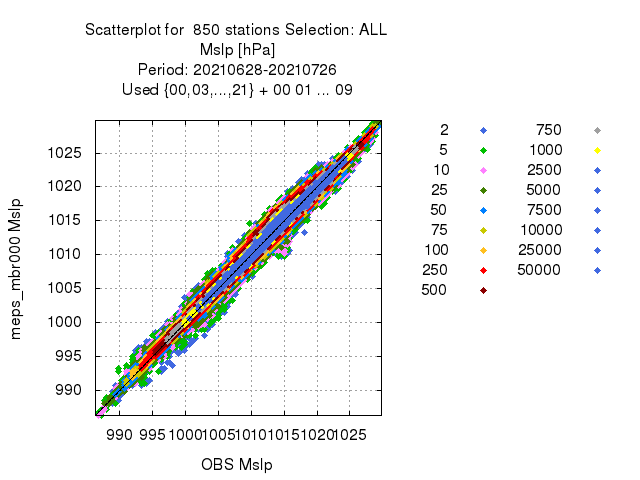 Scatterplot for  850 stations Selection: ALL
Mslp [hPa]
Period: 20210628-20210726
Used {00,03,...,21} + 00 01 ... 09
meps_mbr000 Mslp
1025
1020
1015
1010
1005
1000
995
990
990 995 1000 1005 1010 1015 1020 1025
OBS Mslp
2 750
5 1000
10 2500
25 5000
50 7500
75 10000
100 25000
250 50000
500